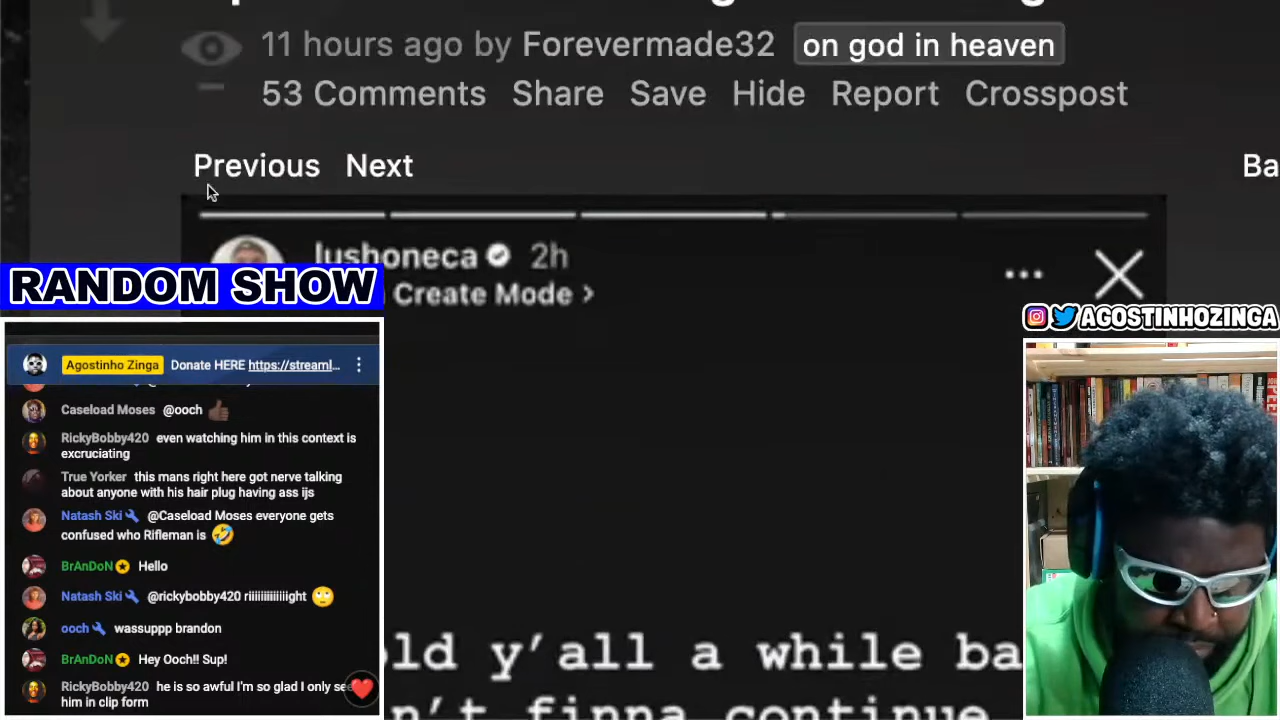 11 hours ago by Forevermade32 on god in heaven
53 Comments Share Save Hide Report Crosspost
Previous Next
lushoneca 2h
Create Mode >
old y'all a while
n't finna continue
RANDOM SHOW
Agostinho Zinga Donate HERE https://streaml...
Caseload Moses @ooch
RickyBobby420 even watching him in this context is
excruciating
True Yorker this mans right here got nerve talking
about anyone with his hair plug having ass ijs
Natash Ski @Caseload Moses everyone gets
confused who Rifleman is
BrAnDoN Hello
Natash Ski @rickybobby420 riiiiiiiiiiiiight
ooch wassuppp brandon
BrAnDoN Hey Ooch!! Sup!
RickyBobby420 he is so awful I'm so glad I only se
him in clip form
@AGOSTINHOZINGA